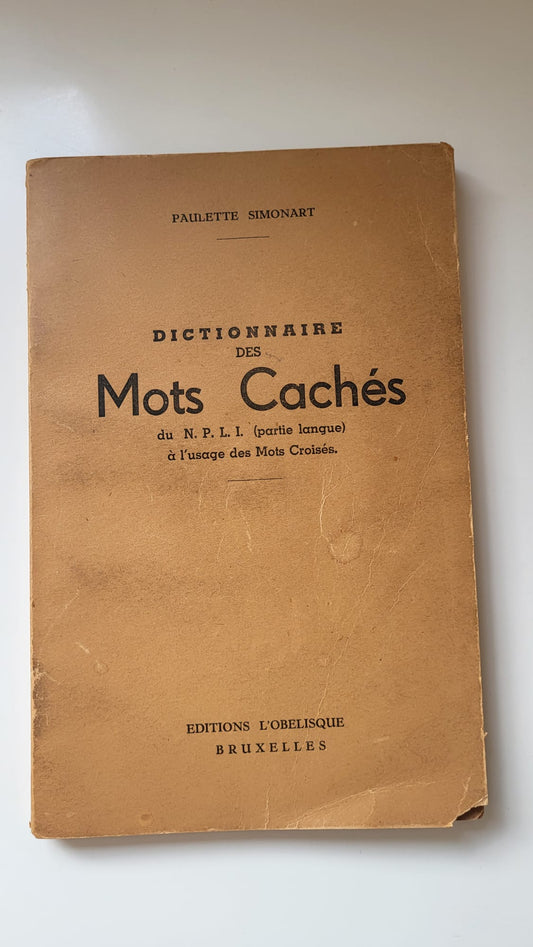 PAULETTE SIMONART
DICTIONNAIRE
DES
Mots Cachés
du N. P. L. I. (partie langue)
à l'usage des Mots Croisés.
EDITIONS L'OBELISQUE
BRUXELLES